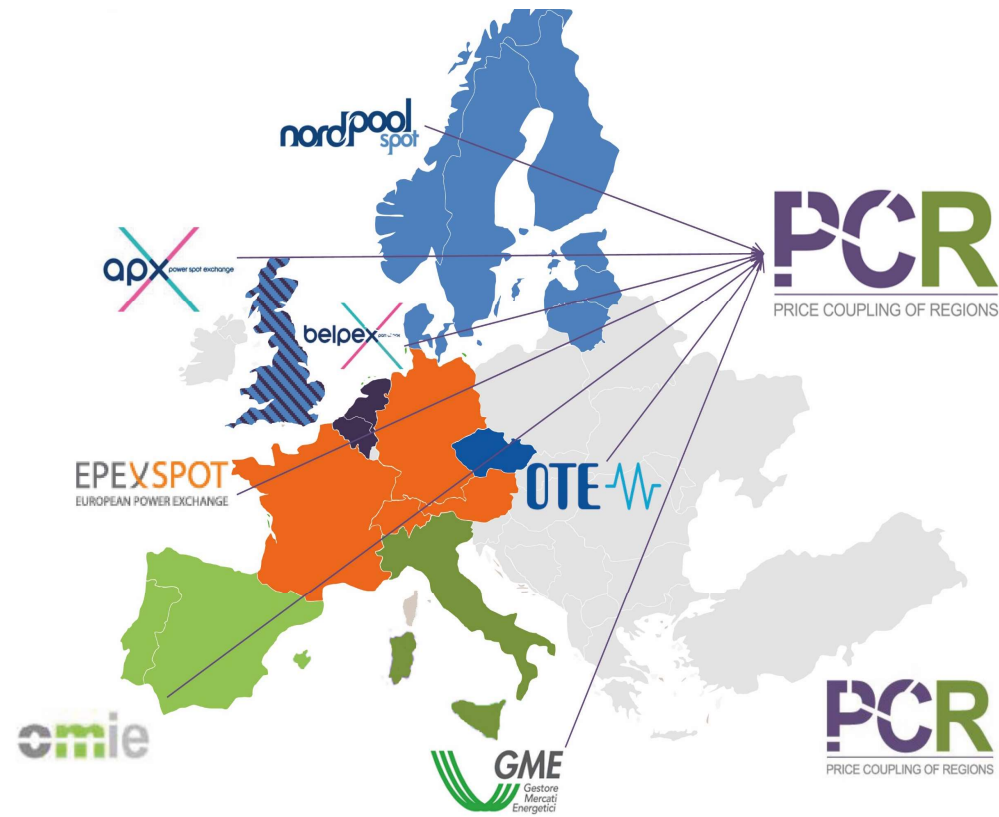 nordpool
spot
apx power spot exchange
PCR
PRICE COUPLING OF REGIONS
belpex
EPEXSPOT
EUROPEAN POWER EXCHANGE
OTE
omie
GME
Gestore
Mercati
Energetici
PCR
PRICE COUPLING OF REGIONS